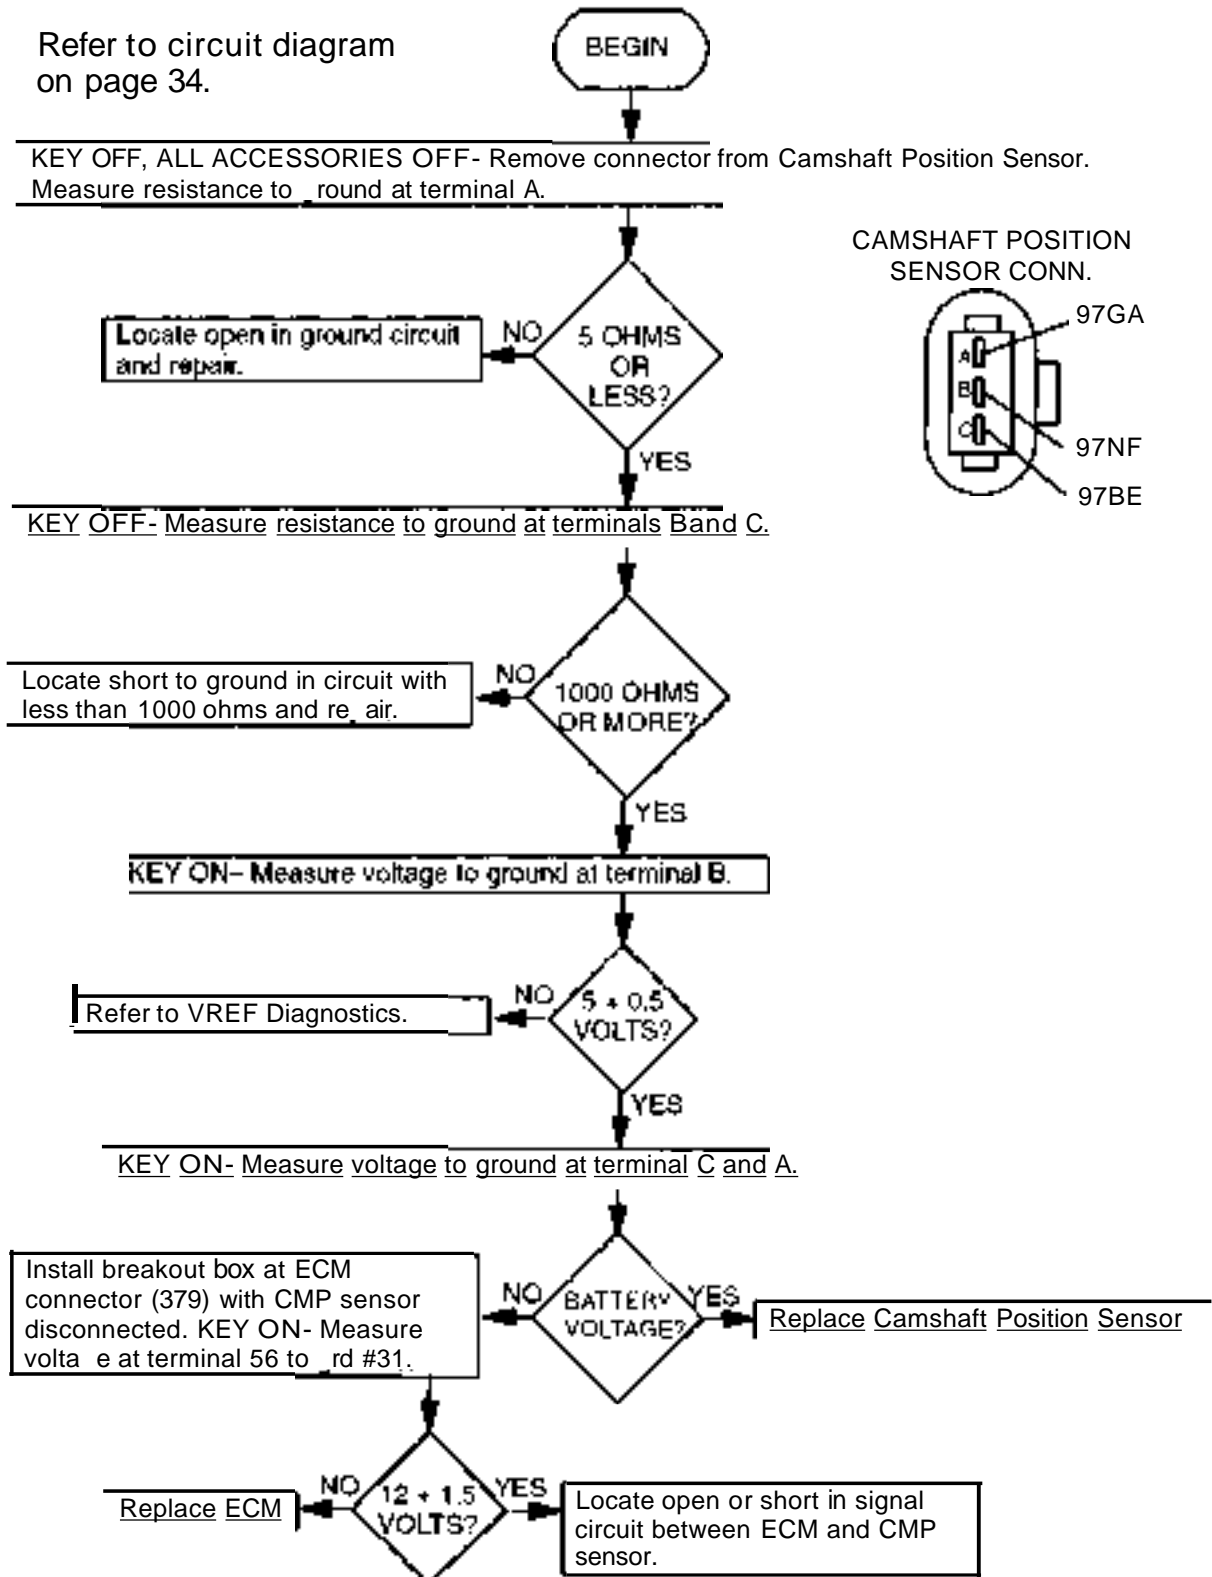 Refer to circuit diagram
on page 34.
BEGIN
KEY OFF, ALL ACCESSORIES OFF- Remove connector from Camshaft Position Sensor.
Measure resistance to _round at terminal A.
CAMSHAFT POSITION
SENSOR CONN.
97GA
A
B
C
97NF
97BE
Locate open in ground circuit
and repair.
NO
5 OHMS
OR
LESS?
YES
KEY OFF- Measure resistance to ground at terminals Band C.
Locate short to ground in circuit with
less than 1000 ohms and re_air.
NO
1000 OHMS
OR MORE?
YES
KEY ON- Measure voltage to ground at terminal B.
Refer to VREF Diagnostics.
NO
5 + 0.5
VOLTS?
YES
KEY ON- Measure voltage to ground at terminal C and A.
Install breakout box at ECM
connector (379) with CMP sensor
disconnected. KEY ON- Measure
volta e at terminal 56 to _rd #31.
NO
BATTERY
VOLTAGE?
YES
Replace Camshaft Position Sensor
Replace ECM
NO
12 + 1.5
VOLTS?
YES
Locate open or short in signal
circuit between ECM and CMP
sensor.